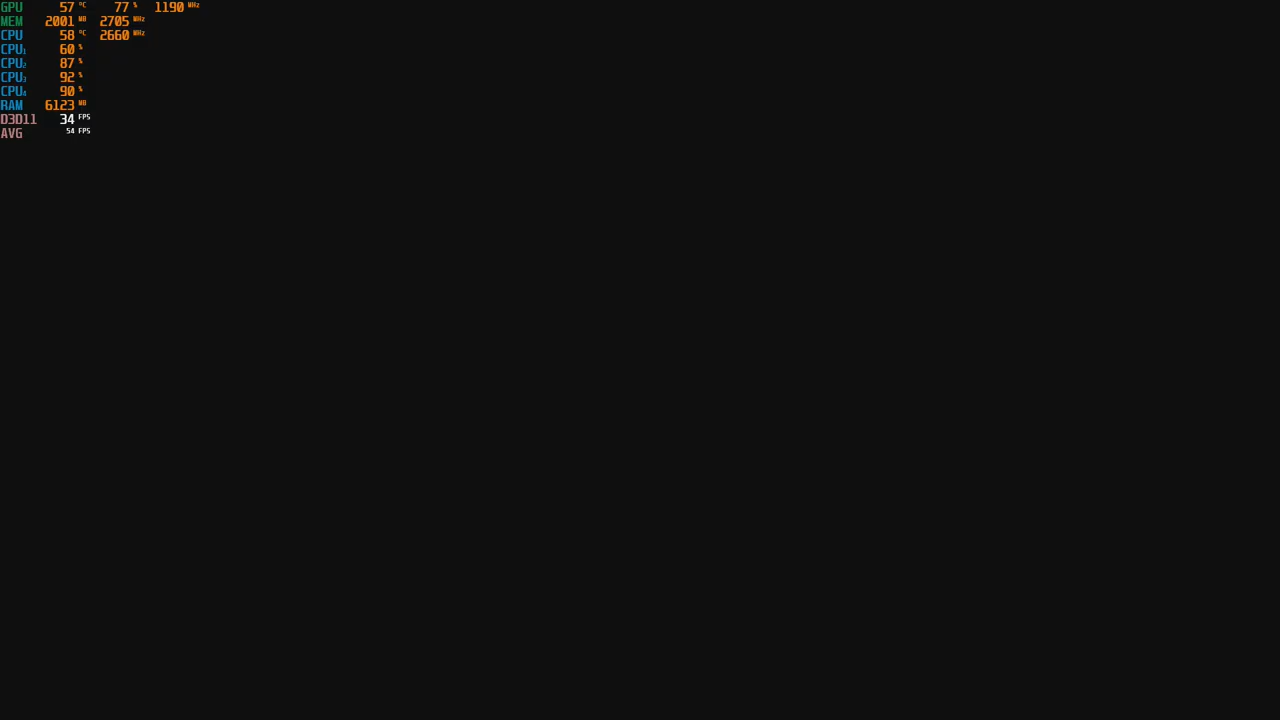 GPU 57 °C 77 % 1190 MHz
MEM 2001 MB 2705 MHz
CPU 58 °C 2660 MHz
CPU1 60 %
CPU2 87 %
CPU3 92 %
CPU4 90 %
RAM 6123 MB
D3D11 34 FPS
AVG 54 FPS